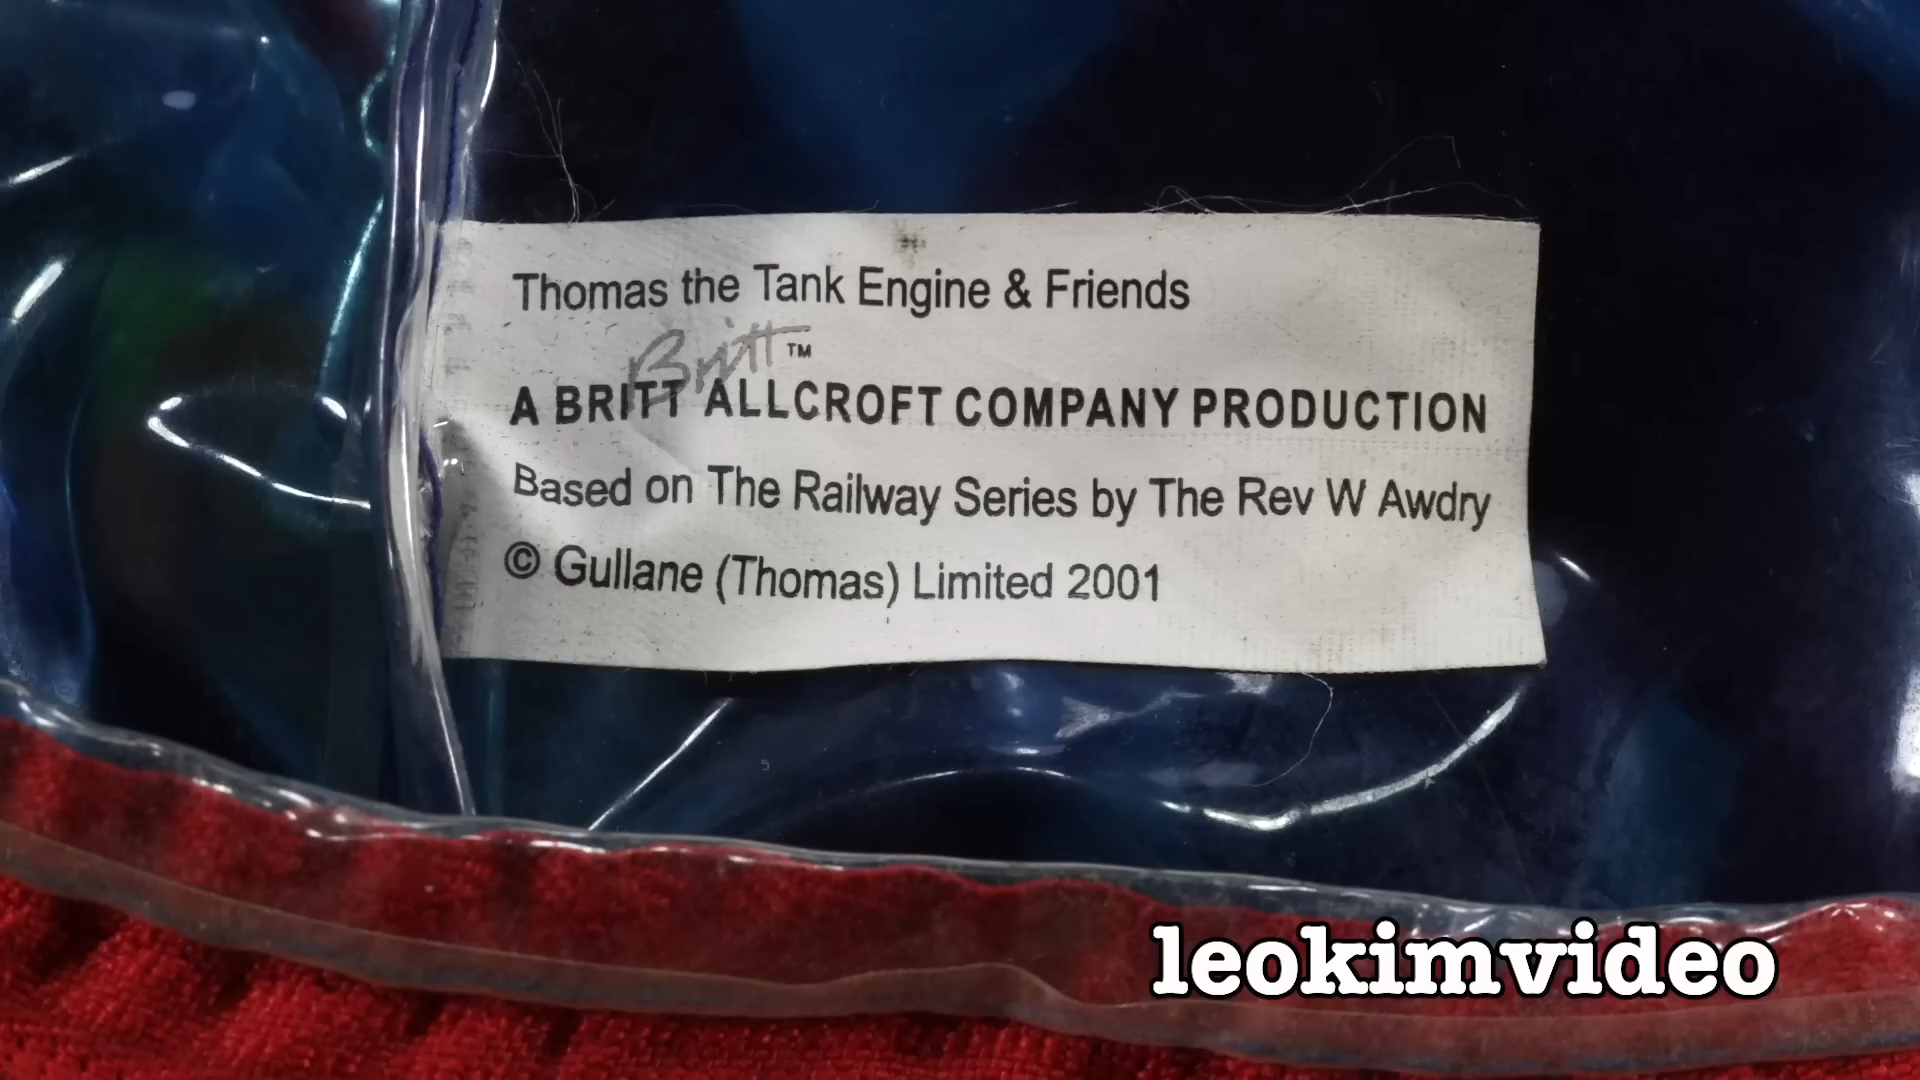 Thomas the Tank Engine & Friends
Britt™
A BRITT ALLCROFT COMPANY PRODUCTION
Based on The Railway Series by The Rev W Awdry
© Gullane (Thomas) Limited 2001
leokimvideo